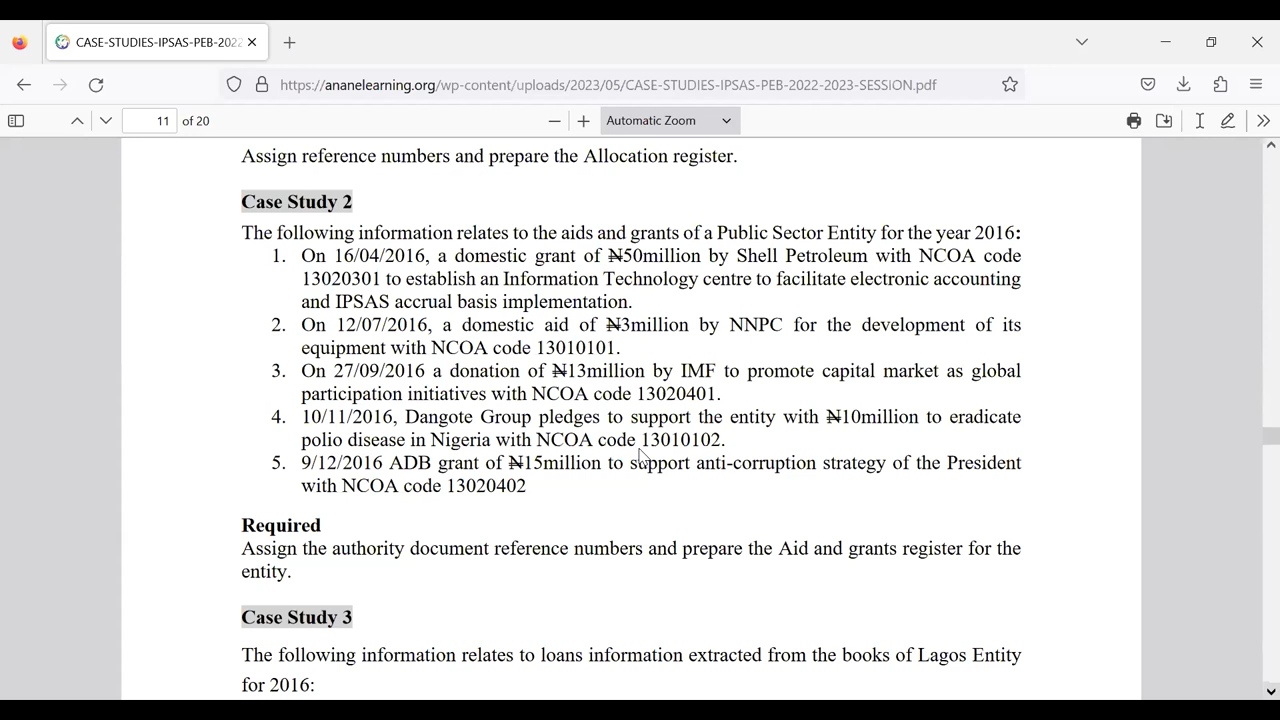 CASE-STUDIES-IPSAS-PEB-2022
https://ananelearning.org/wp-content/uploads/2023/05/CASE-STUDIES-IPSAS-PEB-2022-2023-SESSION.pdf
11 of 20
Automatic Zoom
Assign reference numbers and prepare the Allocation register.
Case Study 2
The following information relates to the aids and grants of a Public Sector Entity for the year 2016:
1. On 16/04/2016, a domestic grant of ₦50million by Shell Petroleum with NCOA code
13020301 to establish an Information Technology centre to facilitate electronic accounting
and IPSAS accrual basis implementation.
2. On 12/07/2016, a domestic aid of ₦3million by NNPC for the development of its
equipment with NCOA code 13010101.
3. On 27/09/2016 a donation of ₦13million by IMF to promote capital market as global
participation initiatives with NCOA code 13020401.
4. 10/11/2016, Dangote Group pledges to support the entity with ₦10million to eradicate
polio disease in Nigeria with NCOA code 13010102.
5. 9/12/2016 ADB grant of ₦15million to support anti-corruption strategy of the President
with NCOA code 13020402
Required
Assign the authority document reference numbers and prepare the Aid and grants register for the
entity.
Case Study 3
The following information relates to loans information extracted from the books of Lagos Entity
for 2016: